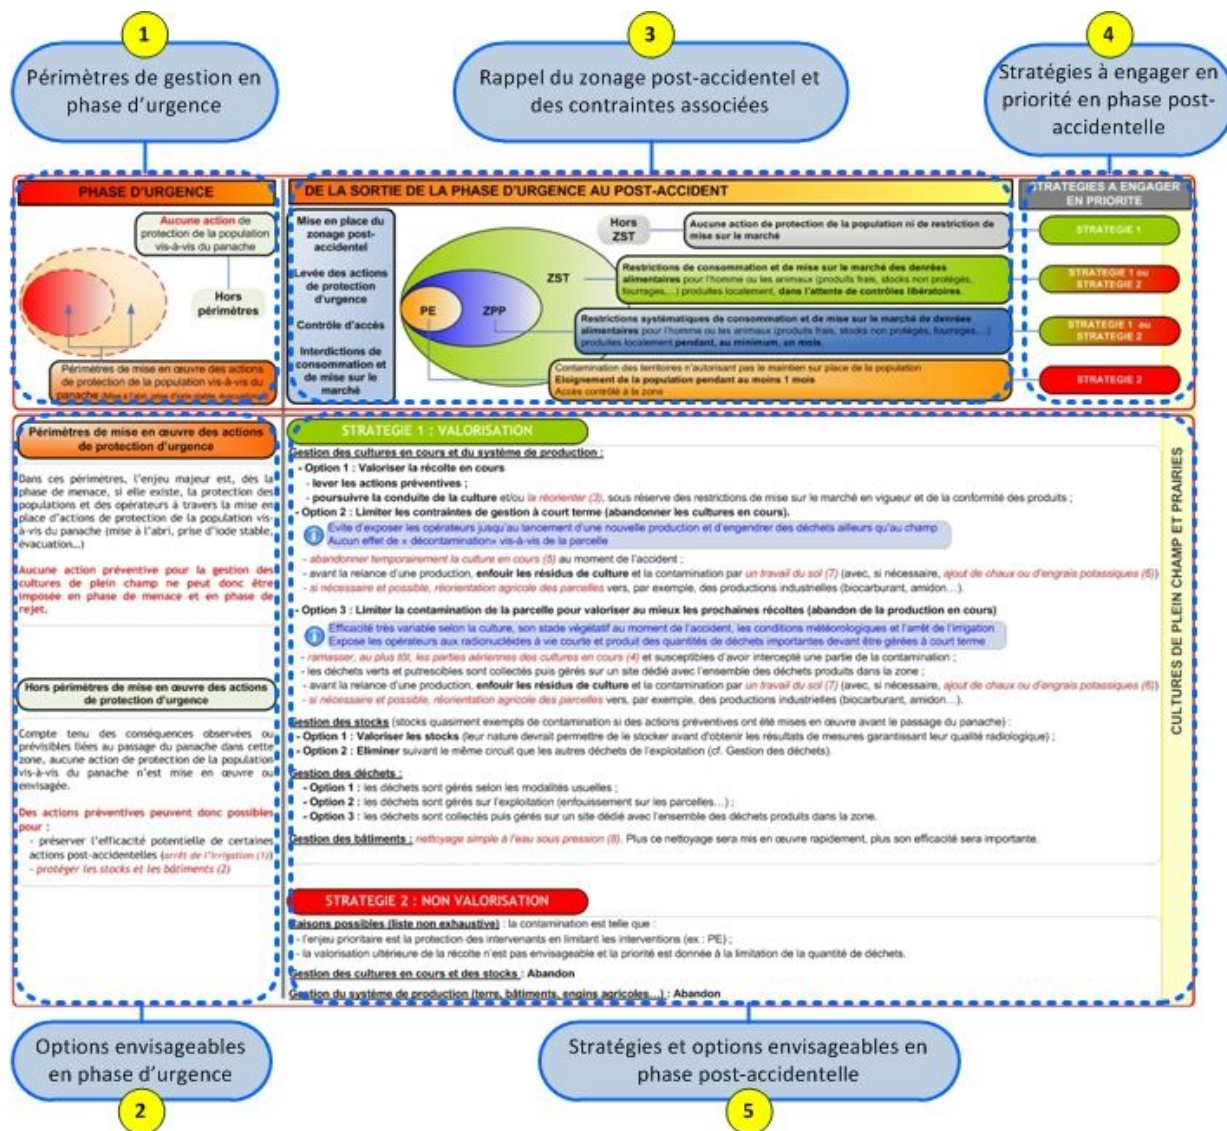 1
Périmètres de gestion en
phase d'urgence
3
Rappel du zonage post-accidentel et
des contraintes associées
4
Stratégies à engager en
priorité en phase post-
accidentelle
PHASE D'URGENCE
Aucune action de
protection de la population
vis-à-vis du panache
Hors
périmètres
Périmètres de mise en œuvre des actions
de protection de la population vis-à-vis du
panache (Mise à l'abri, prise d'iode stable, évacuation)
DE LA SORTIE DE LA PHASE D'URGENCE AU POST-ACCIDENT
Mise en place du
zonage post-
accidentel
Levée des actions
de protection
d'urgence
Contrôle d'accès
Interdictions de
consommation et
de mise sur le
marché
PE
ZPP
ZST
Hors
ZST
Aucune action de protection de la population ni de restriction de
mise sur le marché
Restrictions de consommation et de mise sur le marché des denrées
alimentaires pour l'homme ou les animaux (produits frais, stocks non protégés,
fourrages,...) produites localement, dans l'attente de contrôles libératoires.
Restrictions systématiques de consommation et de mise sur le marché de denrées
alimentaires pour l'homme ou les animaux (produits frais, stocks non protégés, fourrages,...)
produites localement pendant, au minimum, un mois.
Contamination des territoires n'autorisant pas le maintien sur place de la population
Eloignement de la population pendant au moins 1 mois
Accès contrôlé à la zone
STRATEGIES A ENGAGER
EN PRIORITE
STRATEGIE 1
STRATEGIE 1 ou
STRATEGIE 2
STRATEGIE 1 ou
STRATEGIE 2
STRATEGIE 2
Périmètres de mise en œuvre des actions
de protection d'urgence
Dans ces périmètres, l'enjeu majeur est, dès la
phase de menace, si elle existe, la protection des
populations et des opérateurs à travers la mise en
place d'actions de protection de la population vis-
à-vis du panache (mise à l'abri, prise d'iode stable,
évacuation...)
Aucune action préventive pour la gestion des
cultures de plein champ ne peut donc être
imposée en phase de menace et en phase de
rejet.
Hors périmètres de mise en œuvre des actions
de protection d'urgence
Compte tenu des conséquences observées ou
prévisibles liées au passage du panache dans cette
zone, aucune action de protection de la population
vis-à-vis du panache n'est mise en œuvre ou
envisagée.
Des actions préventives peuvent donc possibles
pour :
- préserver l'efficacité potentielle de certaines
actions post-accidentelles (arrêt de l'irrigation (1))
- protéger les stocks et les bâtiments (2)
STRATEGIE 1 : VALORISATION
Gestion des cultures en cours et du système de production :
- Option 1 : Valoriser la récolte en cours
- lever les actions préventives ;
- poursuivre la conduite de la culture et/ou la réorienter (3), sous réserve des restrictions de mise sur le marché en vigueur et de la conformité des produits ;
- Option 2 : Limiter les contraintes de gestion à court terme (abandonner les cultures en cours).
Evite d'exposer les opérateurs jusqu'au lancement d'une nouvelle production et d'engendrer des déchets ailleurs qu'au champ
Aucun effet de « décontamination» vis-à-vis de la parcelle
- abandonner temporairement la culture en cours (5) au moment de l'accident ;
- avant la relance d'une production, enfouir les résidus de culture et la contamination par un travail du sol (7) (avec, si nécessaire, ajout de chaux ou d'engrais potassiques (6))
- si nécessaire et possible, réorientation agricole des parcelles vers, par exemple, des productions industrielles (biocarburant, amidon...).
- Option 3 : Limiter la contamination de la parcelle pour valoriser au mieux les prochaines récoltes (abandon de la production en cours)
Efficacité très variable selon la culture, son stade végétatif au moment de l'accident, les conditions météorologiques et l'arrêt de l'irrigation
Expose les opérateurs aux radionucléides à vie courte et produit des quantités de déchets importantes devant être gérées à court terme
- ramasser, au plus tôt, les parties aériennes des cultures en cours (4) et susceptibles d'avoir intercepté une partie de la contamination ;
- les déchets verts et putrescibles sont collectés puis gérés sur un site dédié avec l'ensemble des déchets produits dans la zone ;
- avant la relance d'une production, enfouir les résidus de culture et la contamination par un travail du sol (7) (avec, si nécessaire, ajout de chaux ou d'engrais potassiques (6))
- si nécessaire et possible, réorientation agricole des parcelles vers, par exemple, des productions industrielles (biocarburant, amidon...).
Gestion des stocks (stocks quasiment exempts de contamination si des actions préventives ont été mises en œuvre avant le passage du panache) :
- Option 1 : Valoriser les stocks (leur nature devrait permettre de le stocker avant d'obtenir les résultats de mesures garantissant leur qualité radiologique) ;
- Option 2 : Eliminer suivant le même circuit que les autres déchets de l'exploitation (cf. Gestion des déchets).
Gestion des déchets :
- Option 1 : les déchets sont gérés selon les modalités usuelles ;
- Option 2 : les déchets sont gérés sur l'exploitation (enfouissement sur les parcelles...) ;
- Option 3 : les déchets sont collectés puis gérés sur un site dédié avec l'ensemble des déchets produits dans la zone.
Gestion des bâtiments : nettoyage simple à l'eau sous pression (8). Plus ce nettoyage sera mis en œuvre rapidement, plus son efficacité sera importante.
STRATEGIE 2 : NON VALORISATION
Raisons possibles (liste non exhaustive) : la contamination est telle que :
- l'enjeu prioritaire est la protection des intervenants en limitant les interventions (ex : PE) ;
- la valorisation ultérieure de la récolte n'est pas envisageable et la priorité est donnée à la limitation de la quantité de déchets.
Gestion des cultures en cours et des stocks : Abandon
Gestion du système de production (terre, bâtiments, engins agricoles...) : Abandon
CULTURES DE PLEIN CHAMP ET PRAIRIES
Options envisageables
en phase d'urgence
2
Stratégies et options envisageables en
phase post-accidentelle
5